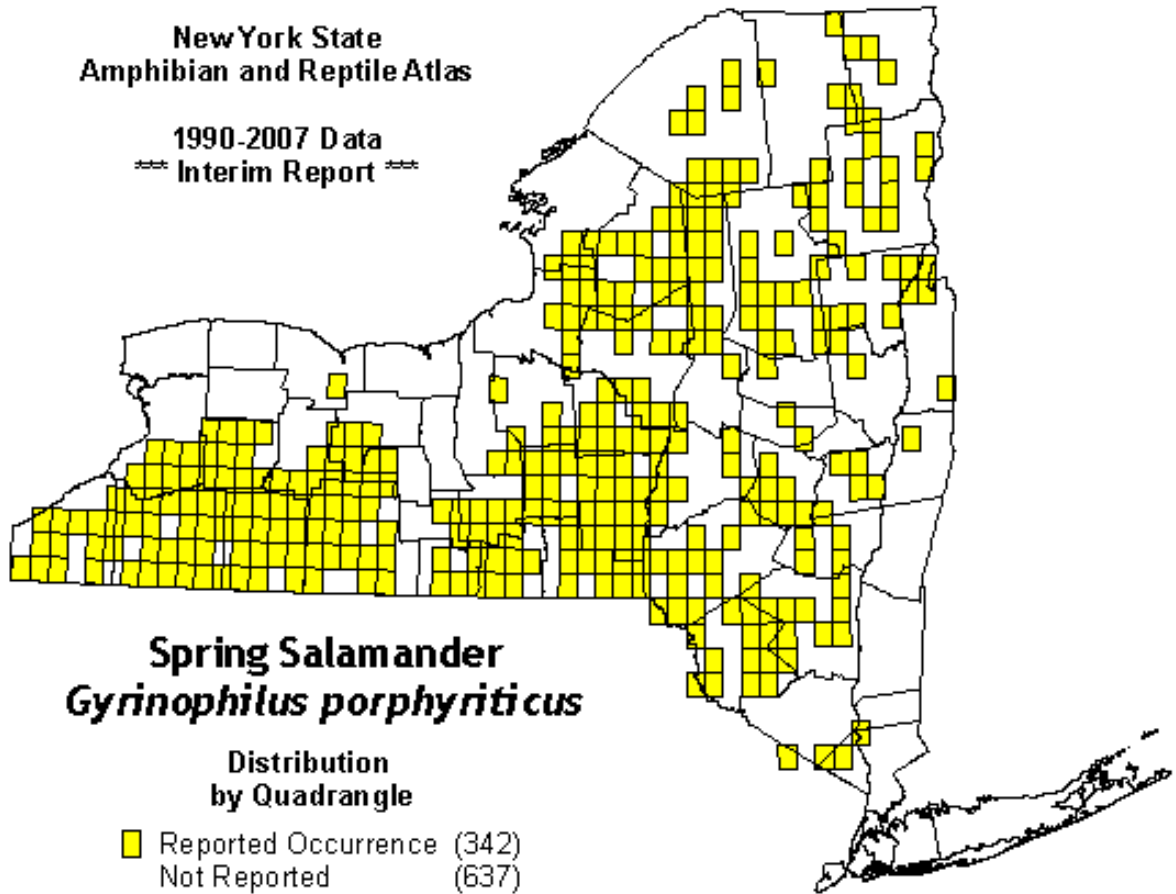 New York State
Amphibian and Reptile Atlas
1990-2007 Data
*** Interim Report ***
Spring Salamander
Gyrinophilus porphyriticus
Distribution
by Quadrangle
Reported Occurrence (342)
Not Reported (637)